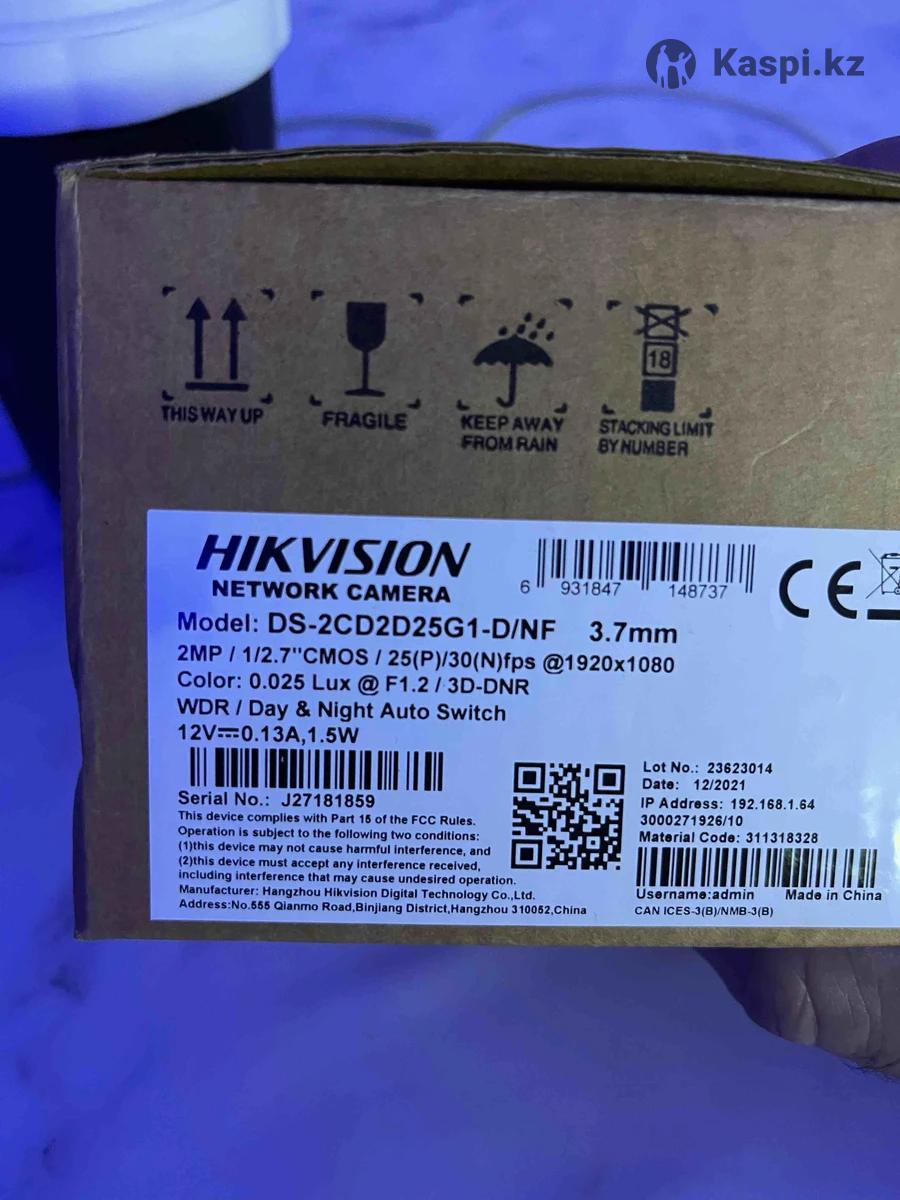 Kaspi.kz
THIS WAY UP
FRAGILE
KEEP AWAY
FROM RAIN
18
STACKING LIMIT
BY NUMBER
HIKVISION
NETWORK CAMERA
6 931847 148737
CE
Model: DS-2CD2D25G1-D/NF 3.7mm
2MP / 1/2.7"CMOS / 25(P)/30(N)fps @1920x1080
Color: 0.025 Lux @ F1.2 / 3D-DNR
WDR / Day & Night Auto Switch
12V⎓0.13A,1.5W
Serial No.: J27181859
This device complies with Part 15 of the FCC Rules.
Operation is subject to the following two conditions:
(1)this device may not cause harmful interference, and
(2)this device must accept any interference received,
including interference that may cause undesired operation.
Manufacturer: Hangzhou Hikvision Digital Technology Co.,Ltd.
Address:No.555 Qianmo Road,Binjiang District,Hangzhou 310052,China
Lot No.: 23623014
Date: 12/2021
IP Address: 192.168.1.64
3000271926/10
Material Code: 311318328
Username:admin Made in China
CAN ICES-3(B)/NMB-3(B)